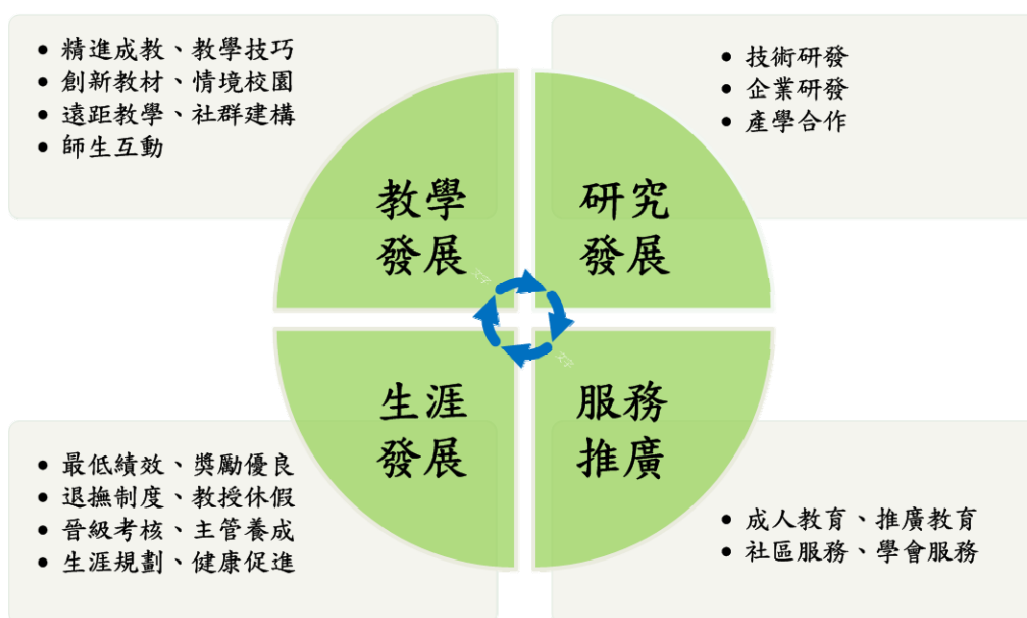 • 精進成教、教學技巧
• 創新教材、情境校園
• 遠距教學、社群建構
• 師生互動
教學
發展
• 技術研發
• 企業研發
• 產學合作
研究
發展
文字
文字
生涯
發展
• 最低績效、獎勵優良
• 退撫制度、教授休假
• 晉級考核、主管養成
• 生涯規劃、健康促進
服務
推廣
• 成人教育、推廣教育
• 社區服務、學會服務